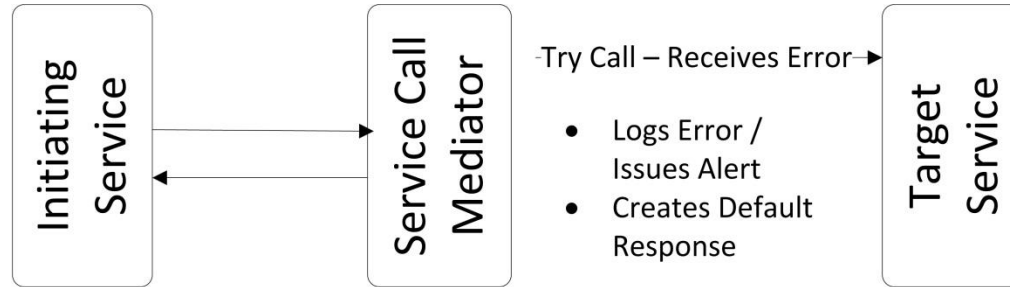 Initiating
Service
Service Call
Mediator
Try Call – Receives Error
• Logs Error /
Issues Alert
• Creates Default
Response
Target
Service